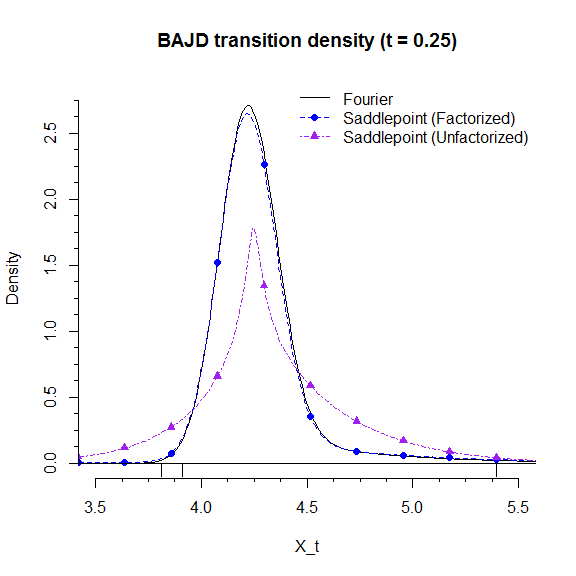 BAJD transition density (t = 0.25)
Fourier
Saddlepoint (Factorized)
Saddlepoint (Unfactorized)
Density
2.5
2.0
1.5
1.0
0.5
0.0
3.5 4.0 4.5 5.0 5.5
X_t